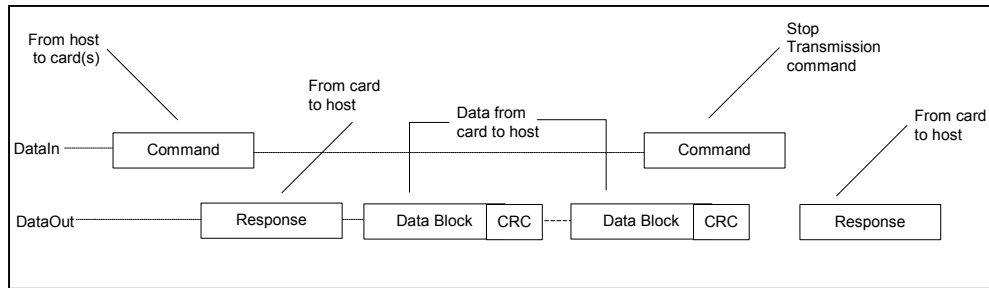 From host
to card(s)
From card
to host
Data from
card to host
Stop
Transmission
command
From card
to host
DataIn
Command
Command
DataOut
Response
Data Block
CRC
Data Block
CRC
Response